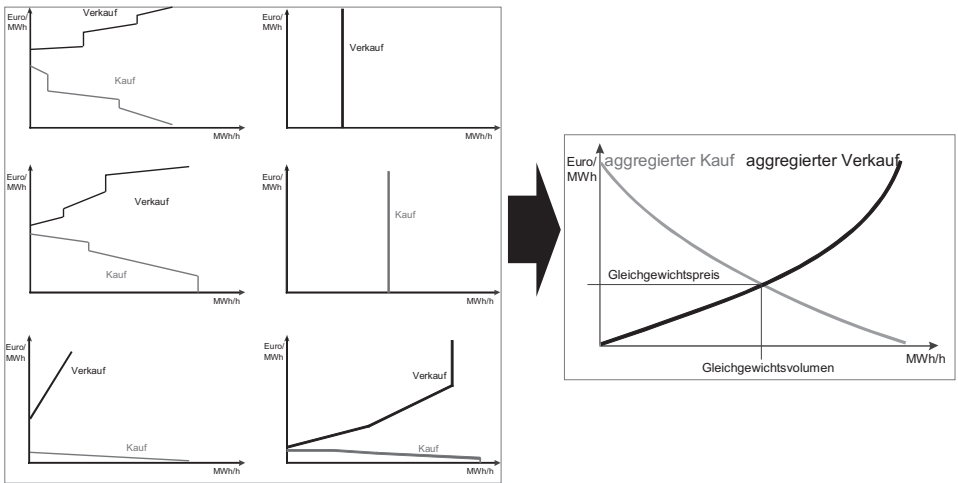 Euro/
MWh
Verkauf
Kauf
MWh/h
Euro/
MWh
Verkauf
MWh/h
Euro/
MWh
Verkauf
Kauf
MWh/h
Euro/
MWh
Kauf
MWh/h
Euro/
MWh
Verkauf
Kauf
MWh/h
Euro/
MWh
Verkauf
Kauf
MWh/h
Euro/
MWh
aggregierter Kauf aggregierter Verkauf
Gleichgewichtspreis
MWh/h
Gleichgewichtsvolumen